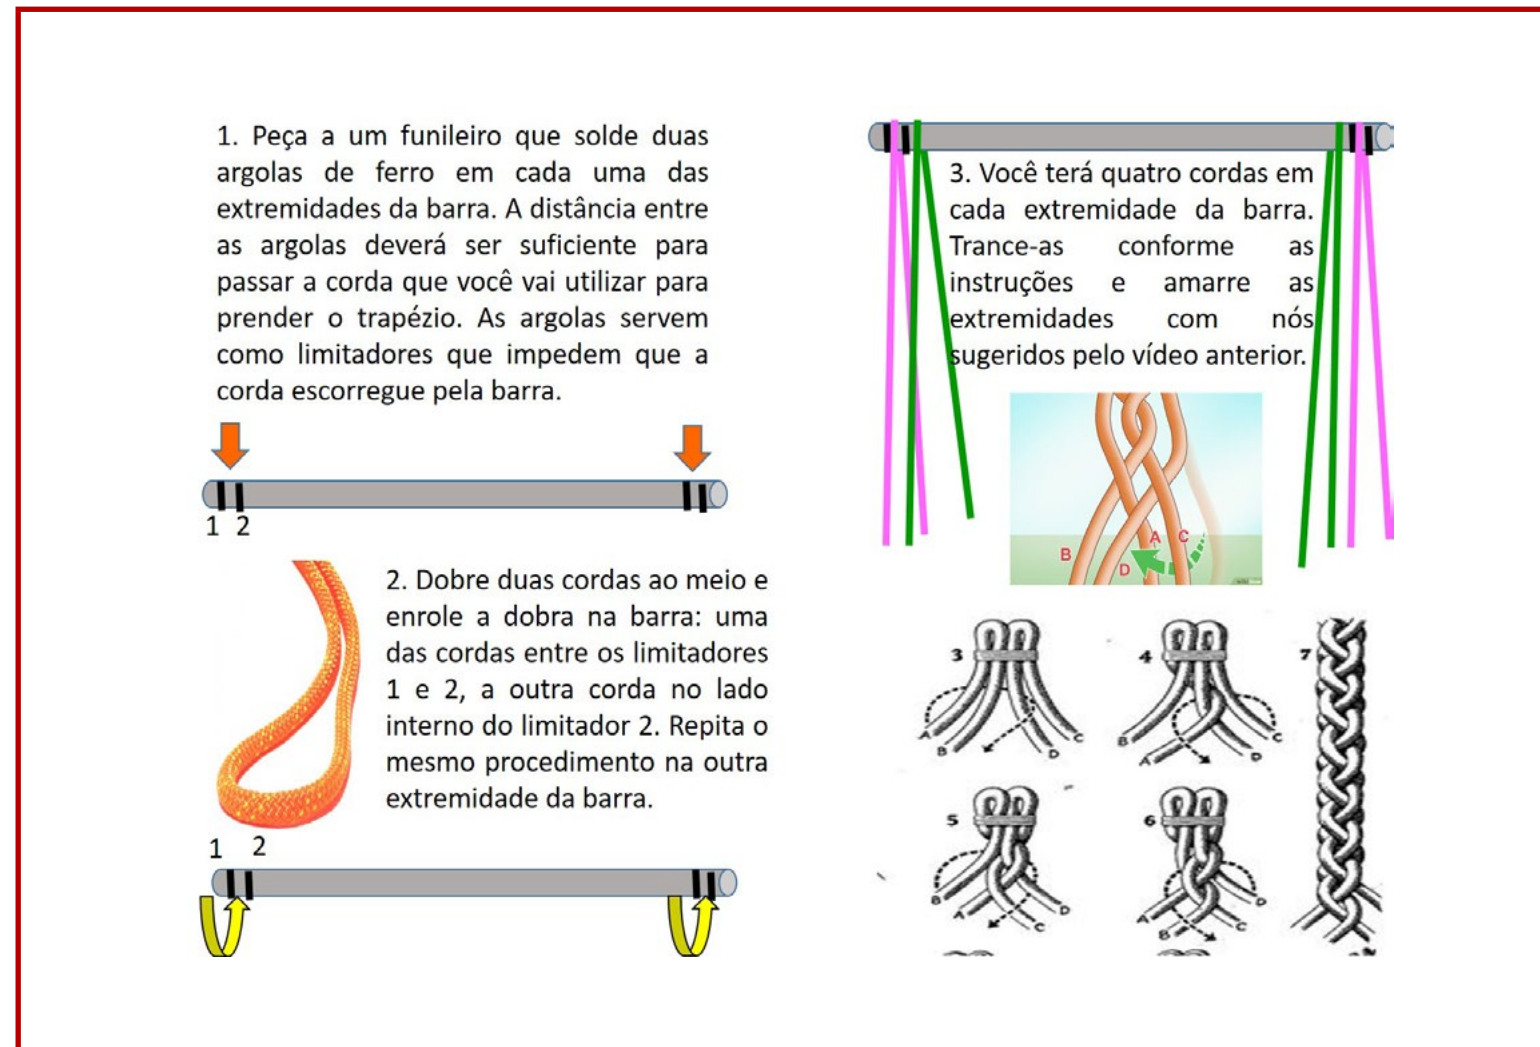 1. Peça a um funileiro que solde duas
argolas de ferro em cada uma das
extremidades da barra. A distância entre
as argolas deverá ser suficiente para
passar a corda que você vai utilizar para
prender o trapézio. As argolas servem
como limitadores que impedem que a
corda escorregue pela barra.
1 2
2. Dobre duas cordas ao meio e
enrole a dobra na barra: uma
das cordas entre os limitadores
1 e 2, a outra corda no lado
interno do limitador 2. Repita o
mesmo procedimento na outra
extremidade da barra.
1 2
3. Você terá quatro cordas em
cada extremidade da barra.
Trance-as conforme as
instruções e amarre as
extremidades com nós
sugeridos pelo vídeo anterior.
A C
B
D
3 4 7
A B D C
B A D C
5 6
B A C D
A B C D